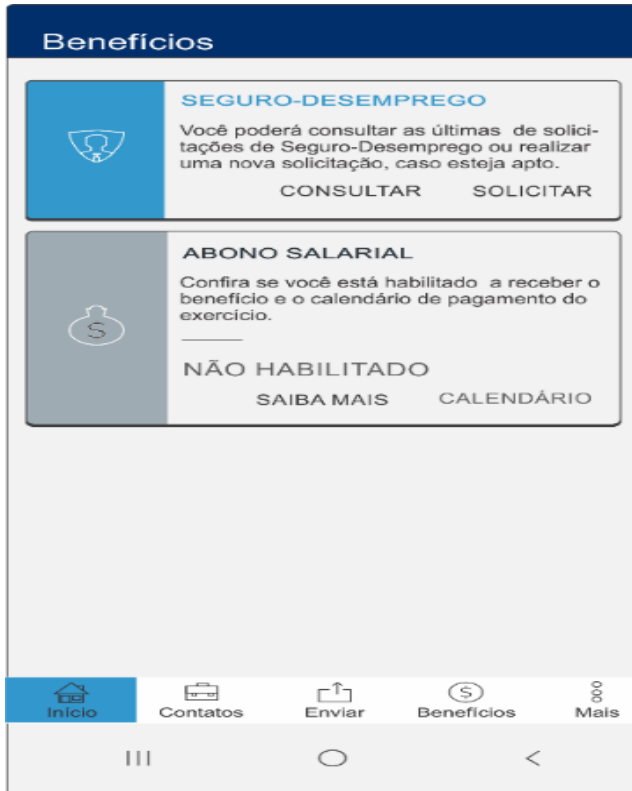 Benefícios
SEGURO-DESEMPREGO
Você poderá consultar as últimas de solici-
tações de Seguro-Desemprego ou realizar
uma nova solicitação, caso esteja apto.
CONSULTAR SOLICITAR
ABONO SALARIAL
Confira se você está habilitado a receber o
benefício e o calendário de pagamento do
exercício.
NÃO HABILITADO
SAIBA MAIS CALENDÁRIO
Início Contatos Enviar Benefícios Mais